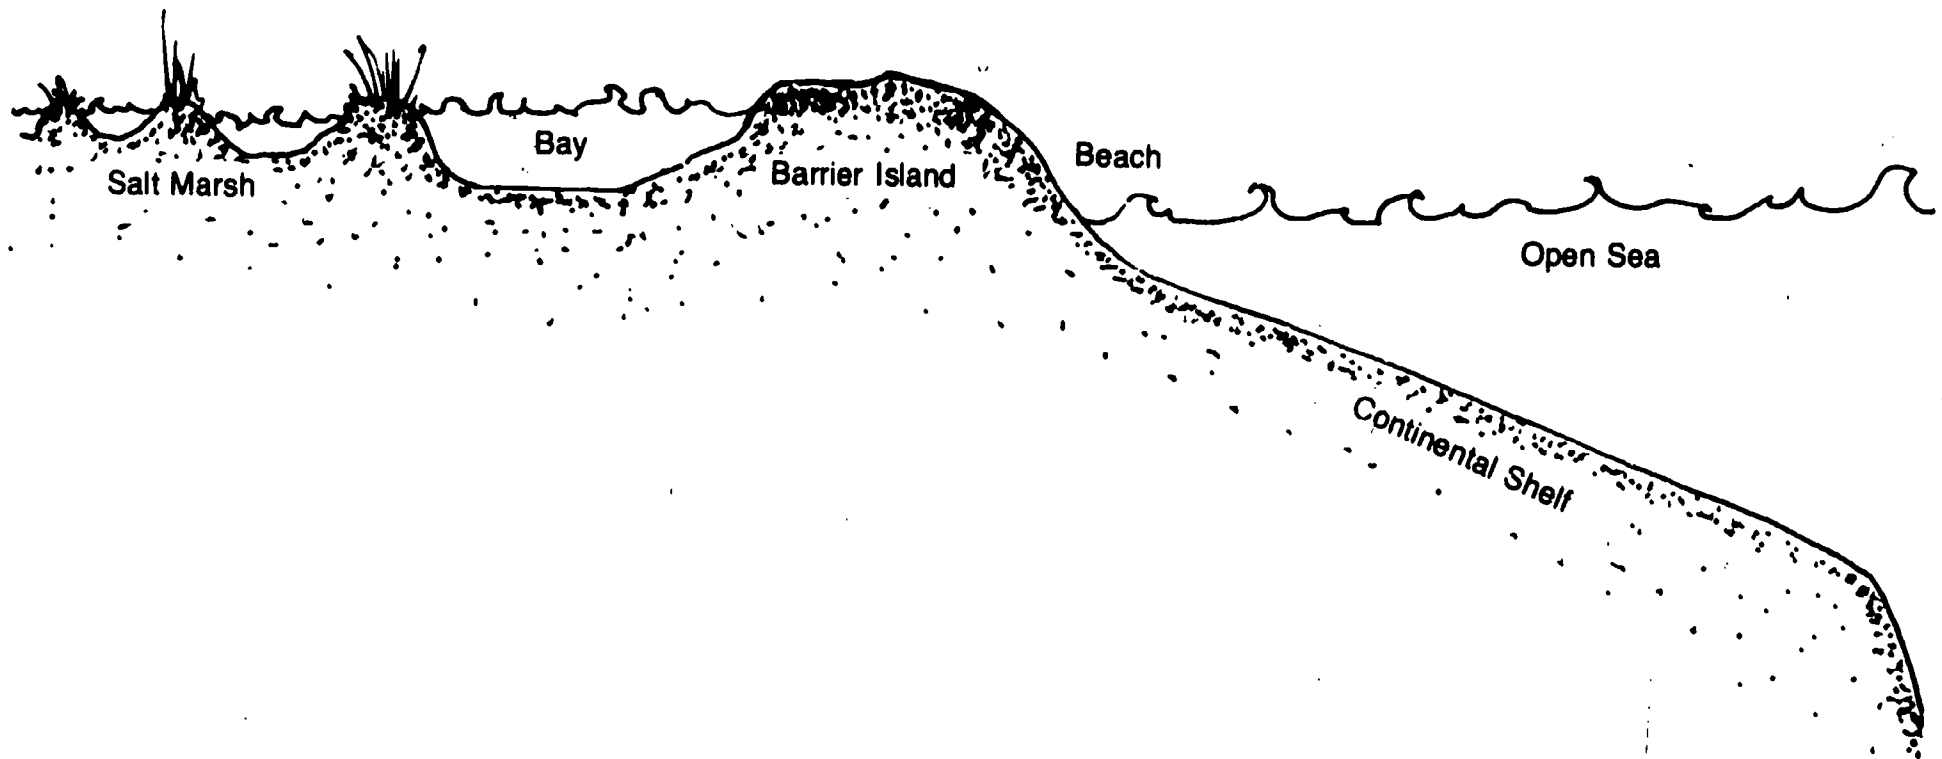 Salt Marsh
Bay
Barrier Island
Beach
Open Sea
Continental Shelf